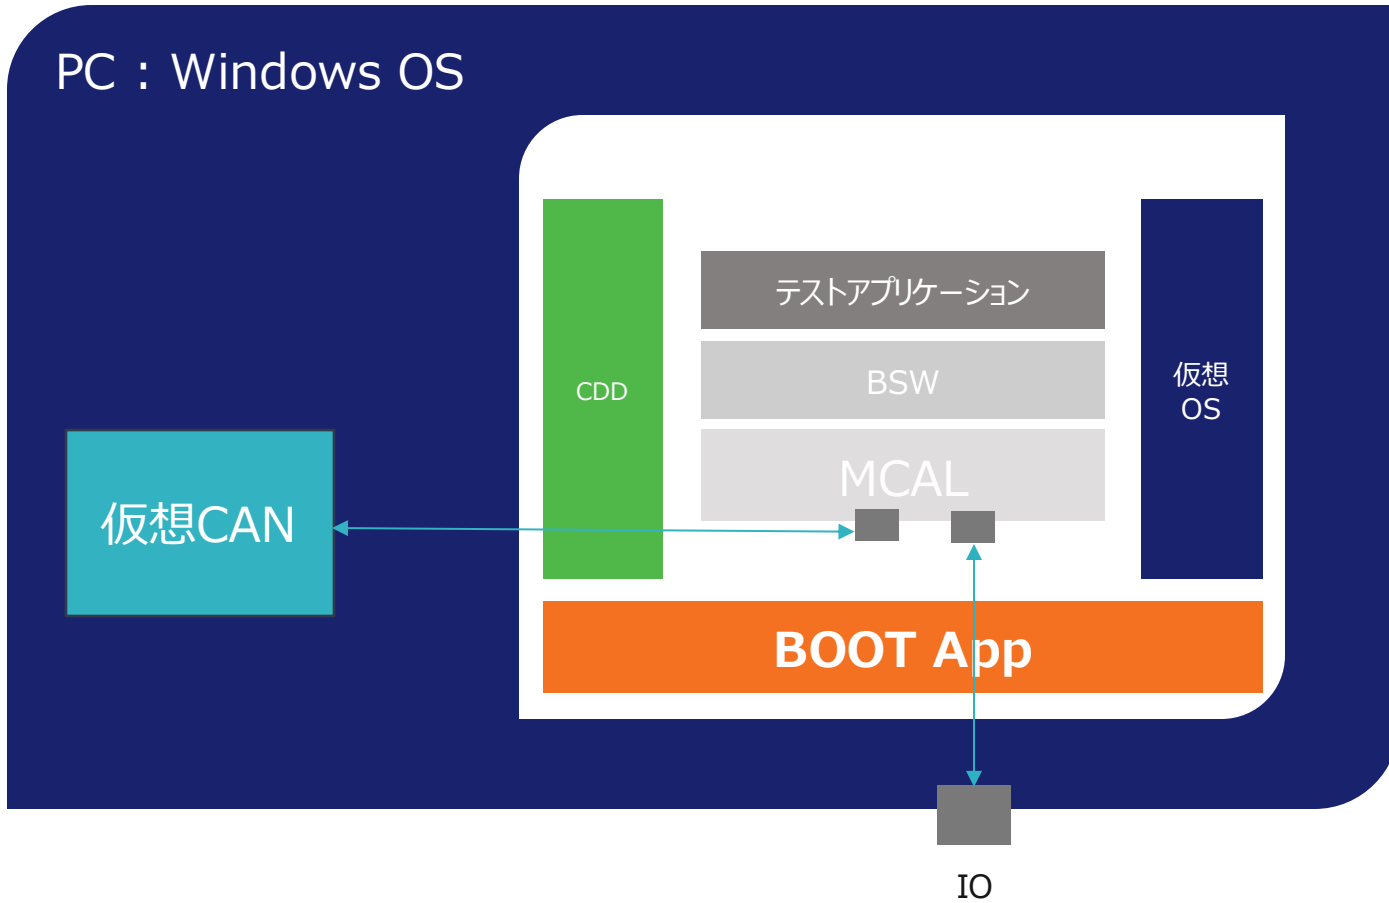 PC：Windows OS
テストアプリケーション
BSW
MCAL
CDD
仮想
OS
仮想CAN
BOOT App
IO